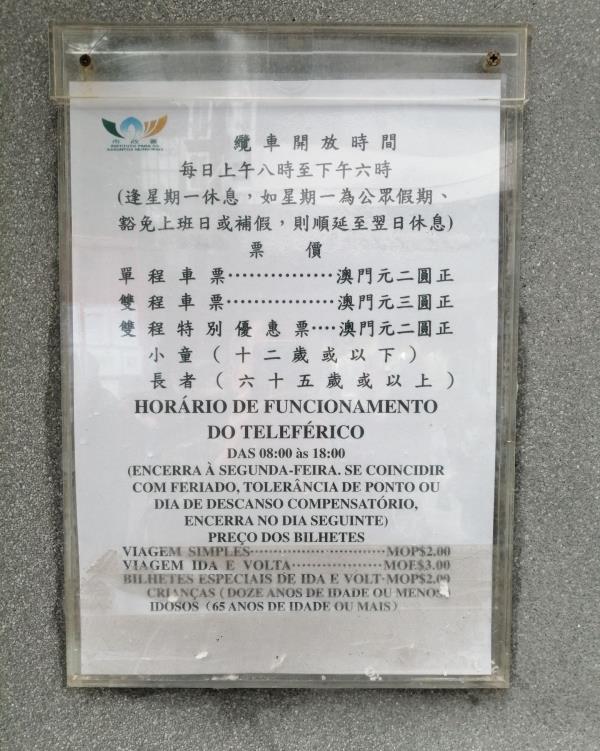 市政署
INSTITUTO PARA OS
ASSUNTOS MUNICIPAIS
纜車開放時間
每日上午八時至下午六時
(逢星期一休息，如星期一為公眾假期、
豁免上班日或補假，則順延至翌日休息)
票價
單程車票················澳門元二圓正
雙程車票················澳門元三圓正
雙程特別優惠票····澳門元二圓正
小童（十二歲或以下）
長者（六十五歲或以上）
HORÁRIO DE FUNCIONAMENTO
DO TELEFÉRICO
DAS 08:00 às 18:00
(ENCERRA À SEGUNDA-FEIRA. SE COINCIDIR
COM FERIADO, TOLERÂNCIA DE PONTO OU
DIA DE DESCANSO COMPENSATÓRIO,
ENCERRA NO DIA SEGUINTE)
PREÇO DOS BILHETES
VIAGEM SIMPLES························MOP$2.00
VIAGEM IDA E VOLTA··················MOP$3.00
BILHETES ESPECIAIS DE IDA E VOLT·MOP$2.00
CRIANÇAS ( DOZE ANOS DE IDADE OU MENOS
IDOSOS（65 ANOS DE IDADE OU MAIS）